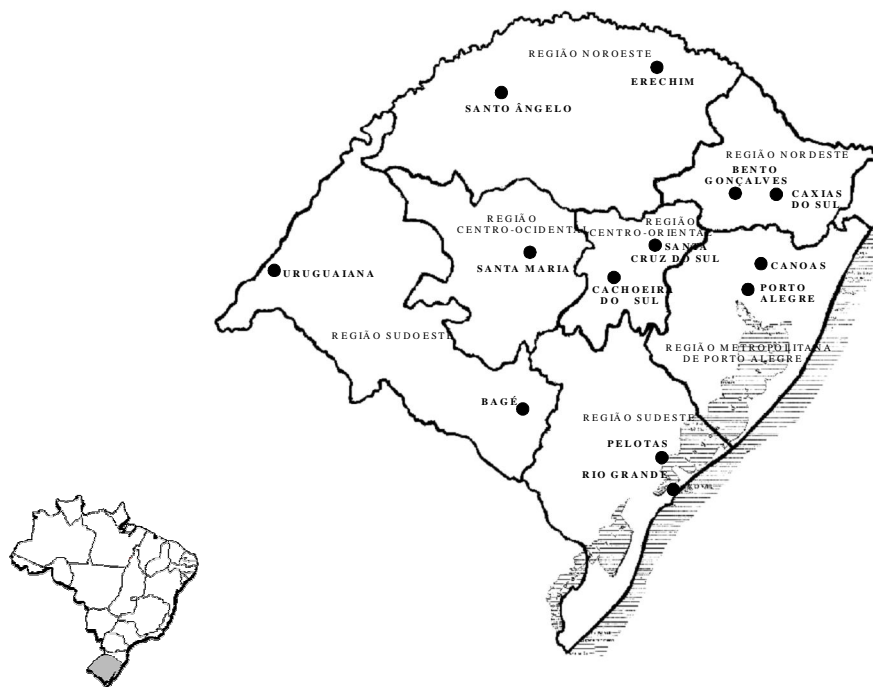 REGIÃO NOROESTE
ERECHIM
SANTO ÂNGELO
REGIÃO NORDESTE
BENTO
GONÇALVES
CAXIAS
DO SUL
REGIÃO
CENTRO-OCIDENTAL
REGIÃO
CENTRO-ORIENTAL
SANTA
CRUZ DO SUL
SANTA MARIA
CANOAS
URUGUAIANA
CACHOEIRA
DO SUL
PORTO
ALEGRE
REGIÃO SUDOESTE
REGIÃO METROPOLITANA
DE PORTO ALEGRE
BAGÉ
REGIÃO SUDESTE
PELOTAS
RIO GRANDE